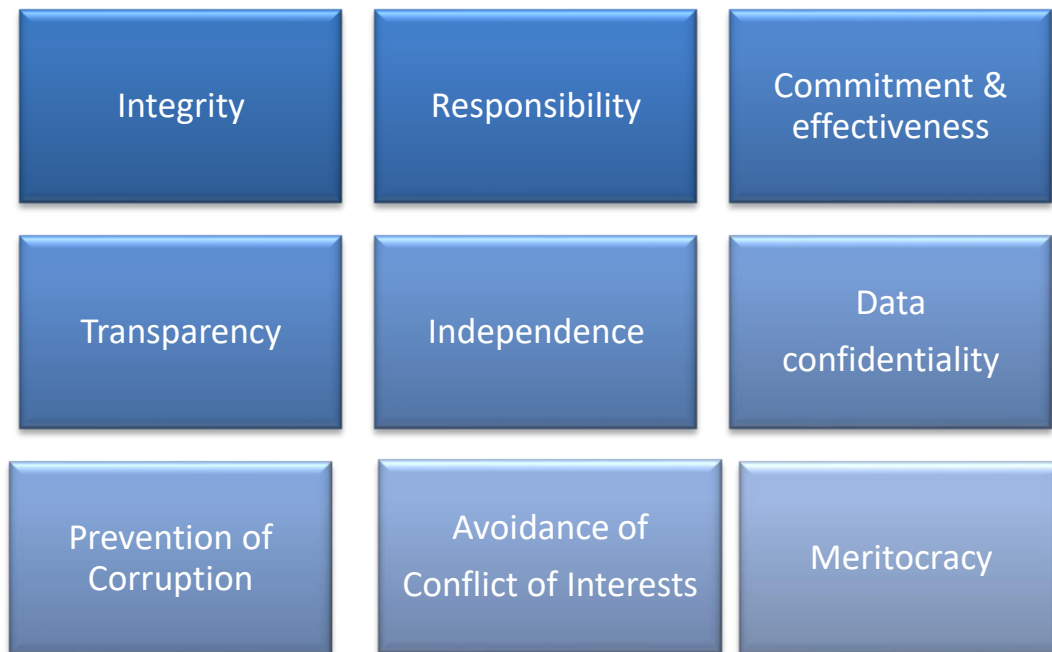 Integrity
Responsibility
Commitment &
effectiveness
Transparency
Independence
Data
confidentiality
Prevention of
Corruption
Avoidance of
Conflict of Interests
Meritocracy